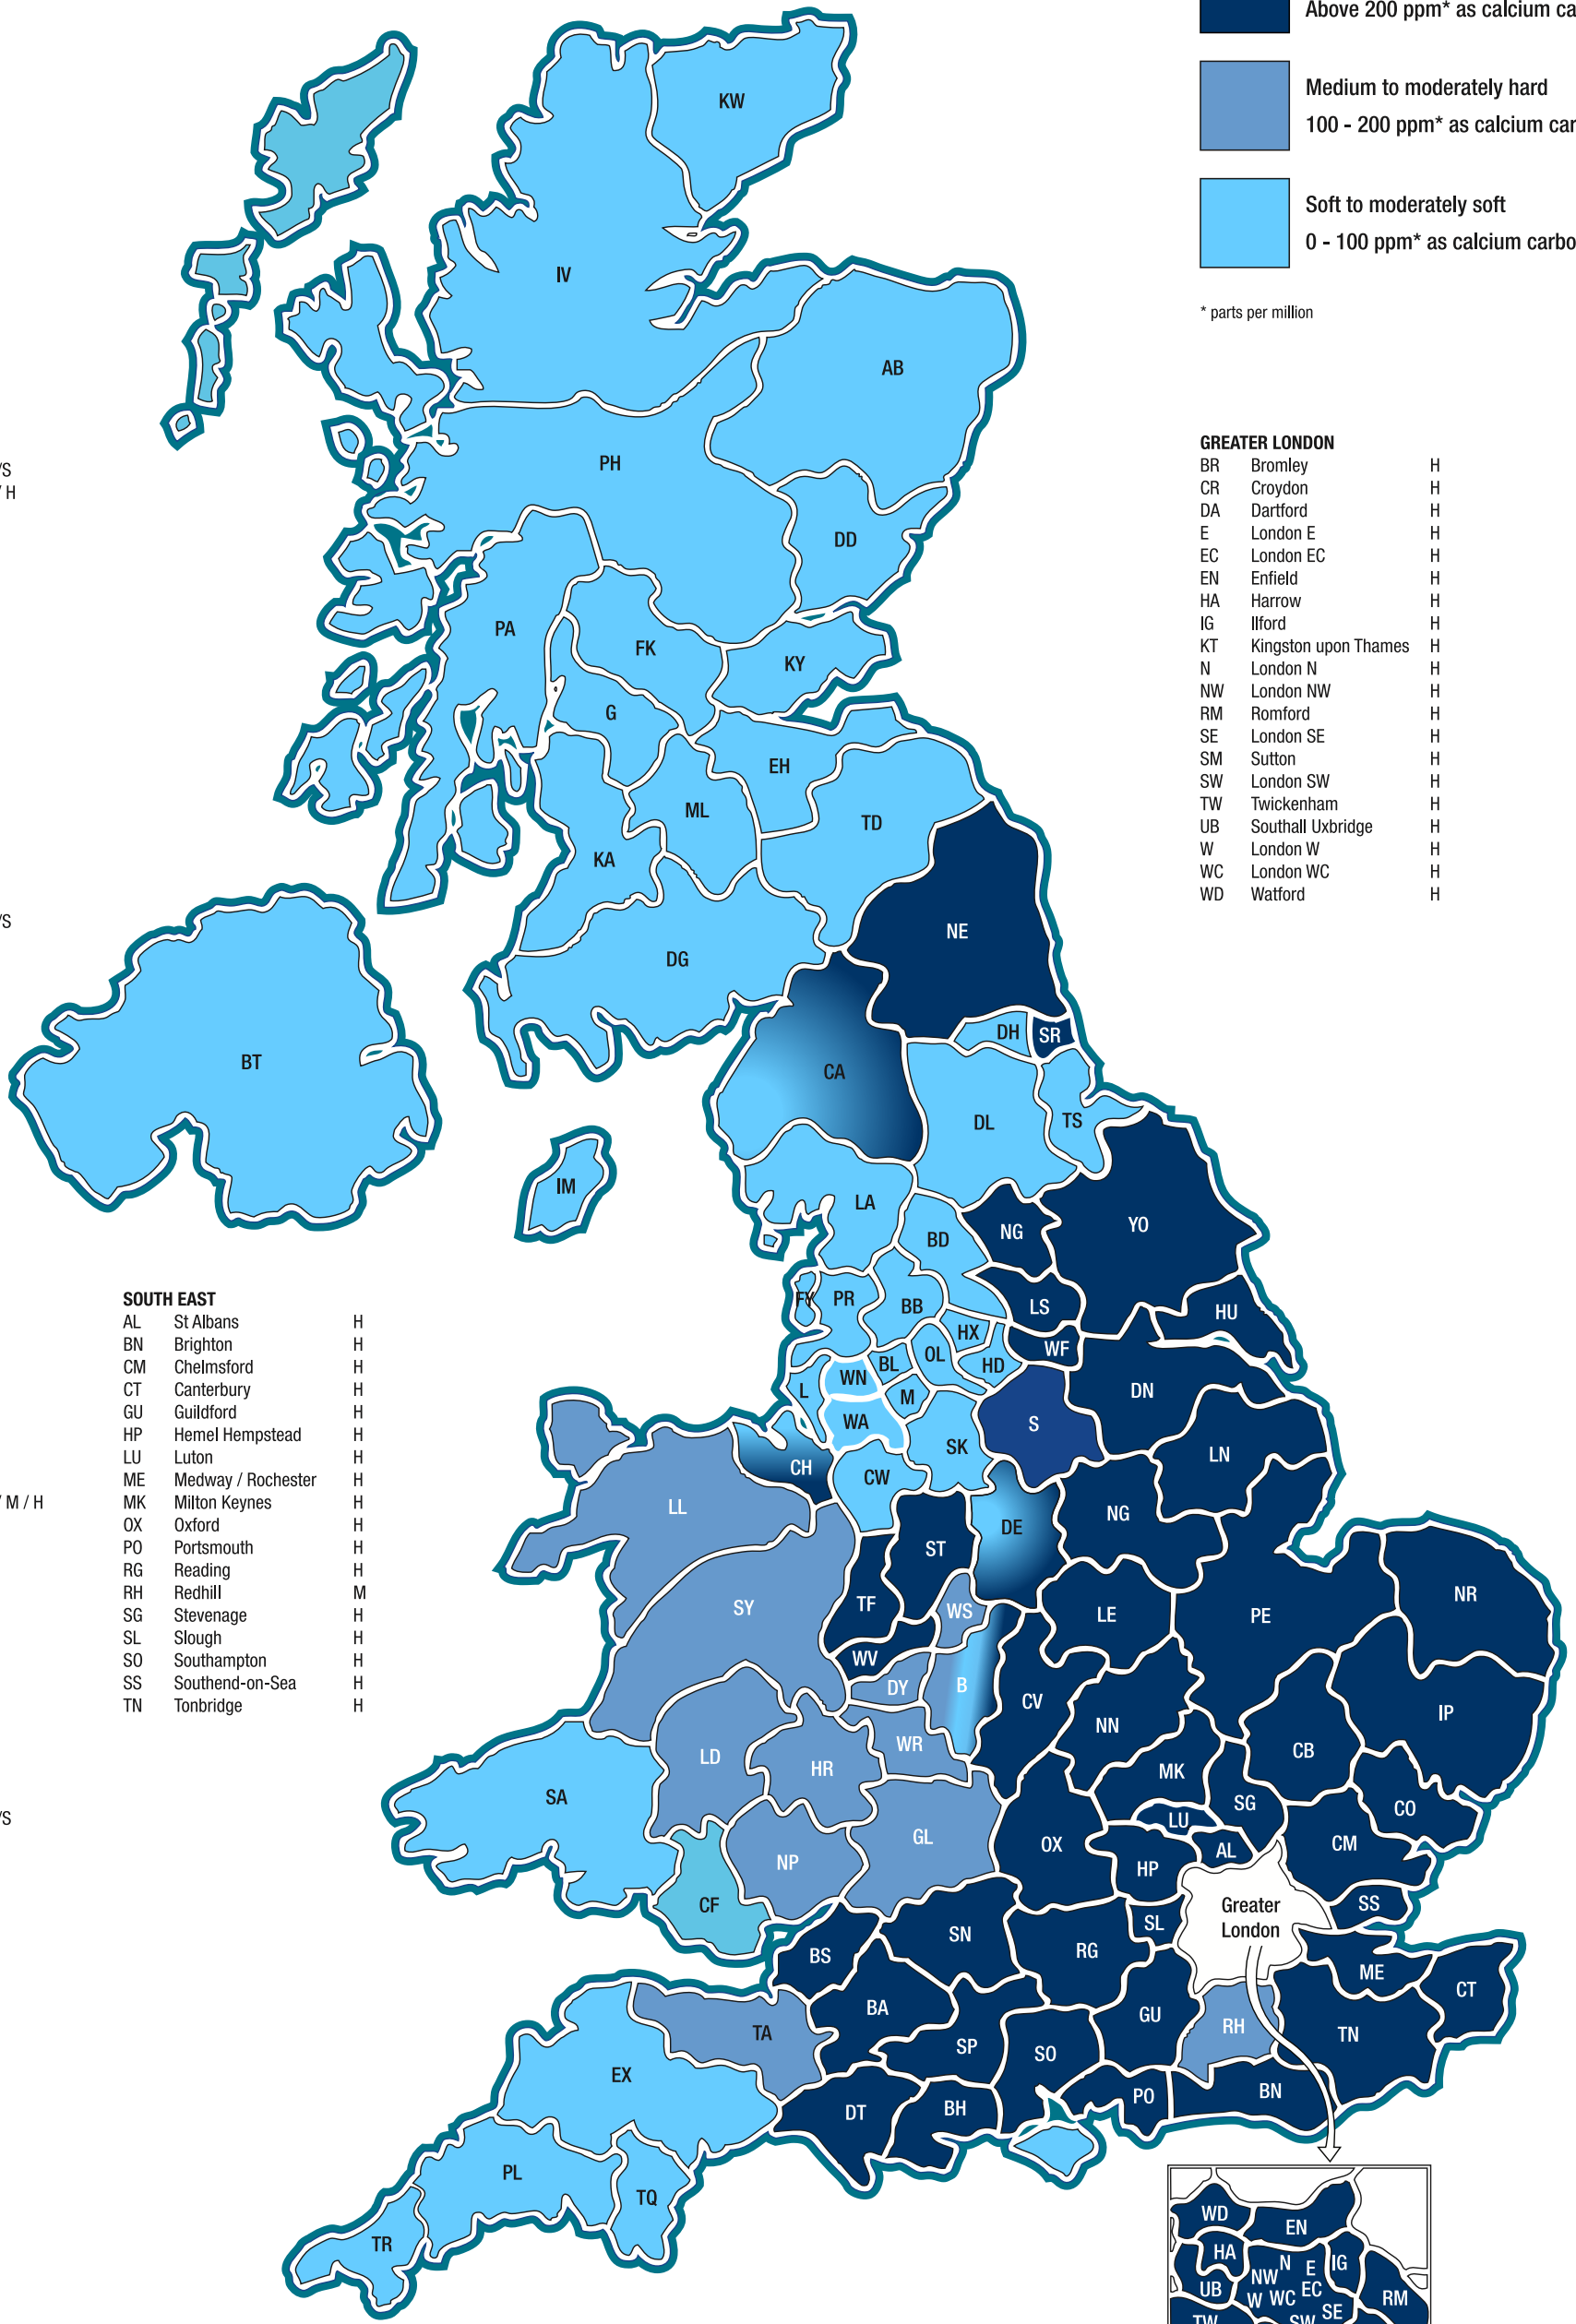 Above 200 ppm* as calcium ca
Medium to moderately hard
100 - 200 ppm* as calcium car
Soft to moderately soft
0 - 100 ppm* as calcium carbo
* parts per million
/S
/ H
/S
/ M / H
/S
GREATER LONDON
BR Bromley H
CR Croydon H
DA Dartford H
E London E H
EC London EC H
EN Enfield H
HA Harrow H
IG Ilford H
KT Kingston upon Thames H
N London N H
NW London NW H
RM Romford H
SE London SE H
SM Sutton H
SW London SW H
TW Twickenham H
UB Southall Uxbridge H
W London W H
WC London WC H
WD Watford H
SOUTH EAST
AL St Albans H
BN Brighton H
CM Chelmsford H
CT Canterbury H
GU Guildford H
HP Hemel Hempstead H
LU Luton H
ME Medway / Rochester H
MK Milton Keynes H
OX Oxford H
PO Portsmouth H
RG Reading H
RH Redhill M
SG Stevenage H
SL Slough H
SO Southampton H
SS Southend-on-Sea H
TN Tonbridge H
KW
IV
AB
PH
DD
PA
FK
KY
G
EH
ML
TD
KA
NE
DG
DH
SR
BT
CA
DL
TS
IM
LA
NG
YO
BD
FY
PR
BB
LS
HU
HX
WF
OL
BL
HD
WN
L
M
DN
WA
S
SK
LN
CH
CW
LL
NG
DE
ST
NR
TF
SY
WS
LE
PE
WV
DY
B
CV
IP
NN
WR
CB
LD
HR
MK
SA
SG
CO
LU
GL
OX
CM
AL
NP
HP
CF
Greater
London
SS
SL
SN
RG
BS
ME
CT
BA
GU
RH
TA
TN
SP
SO
EX
BN
PO
BH
DT
PL
TQ
TR
WD
EN
HA
N
E
IG
NW
UB
EC
W
WC
RM
SE
TW
SW